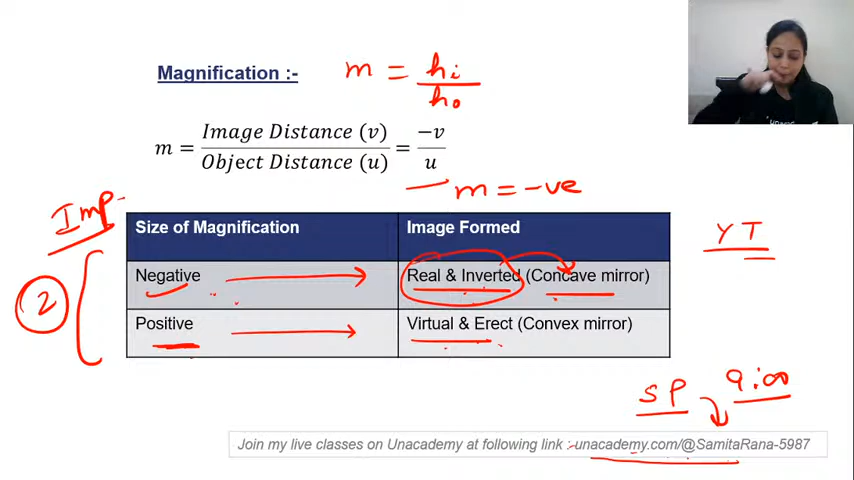 Magnification :- m = hi/ho
m = Image Distance (v) / Object Distance (u) = −v / u
m = -ve
Imp
Size of Magnification Image Formed
Y T
Negative Real & Inverted (Concave mirror)
2
Positive Virtual & Erect (Convex mirror)
SP 9:00
Join my live classes on Unacademy at following link :-unacademy.com/@SamitaRana-5987